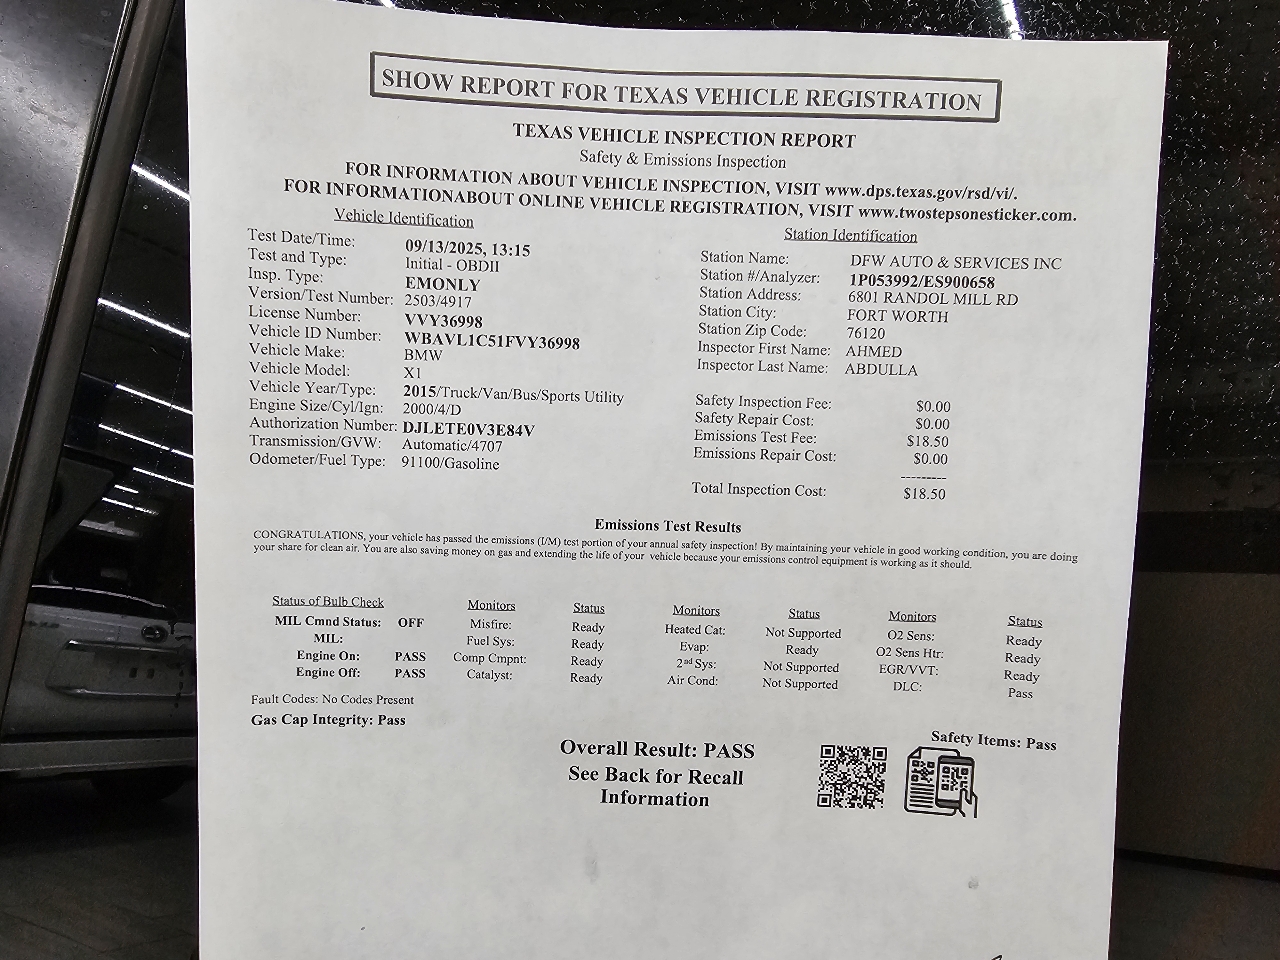 SHOW REPORT FOR TEXAS VEHICLE REGISTRATION
TEXAS VEHICLE INSPECTION REPORT
Safety & Emissions Inspection
FOR INFORMATION ABOUT VEHICLE INSPECTION, VISIT www.dps.texas.gov/rsd/vi/.
FOR INFORMATIONABOUT ONLINE VEHICLE REGISTRATION, VISIT www.twostepsonesticker.com.
Vehicle Identification
Test Date/Time: 09/13/2025, 13:15
Test and Type: Initial - OBDII
Insp. Type: EMONLY
Version/Test Number: 2503/4917
License Number: VVY36998
Vehicle ID Number: WBAVL1C51FVY36998
Vehicle Make: BMW
Vehicle Model: X1
Vehicle Year/Type: 2015/Truck/Van/Bus/Sports Utility
Engine Size/Cyl/Ign: 2000/4/D
Authorization Number: DJLETE0V3E84V
Transmission/GVW: Automatic/4707
Odometer/Fuel Type: 91100/Gasoline
Station Identification
Station Name: DFW AUTO & SERVICES INC
Station #/Analyzer: 1P053992/ES900658
Station Address: 6801 RANDOL MILL RD
Station City: FORT WORTH
Station Zip Code: 76120
Inspector First Name: AHMED
Inspector Last Name: ABDULLA
Safety Inspection Fee: $0.00
Safety Repair Cost: $0.00
Emissions Test Fee: $18.50
Emissions Repair Cost: $0.00
---------
Total Inspection Cost: $18.50
Emissions Test Results
CONGRATULATIONS, your vehicle has passed the emissions (I/M) test portion of your annual safety inspection! By maintaining your vehicle in good working condition, you are doing
your share for clean air. You are also saving money on gas and extending the life of your vehicle because your emissions control equipment is working as it should.
Status of Bulb Check
MIL Cmnd Status: OFF
MIL:
Engine On: PASS
Engine Off: PASS
Monitors Status
Misfire: Ready
Fuel Sys: Ready
Comp Cmpnt: Ready
Catalyst: Ready
Monitors Status
Heated Cat: Not Supported
Evap: Ready
2nd Sys: Not Supported
Air Cond: Not Supported
Monitors Status
O2 Sens: Ready
O2 Sens Htr: Ready
EGR/VVT: Ready
DLC: Pass
Fault Codes: No Codes Present
Gas Cap Integrity: Pass
Safety Items: Pass
Overall Result: PASS
See Back for Recall
Information